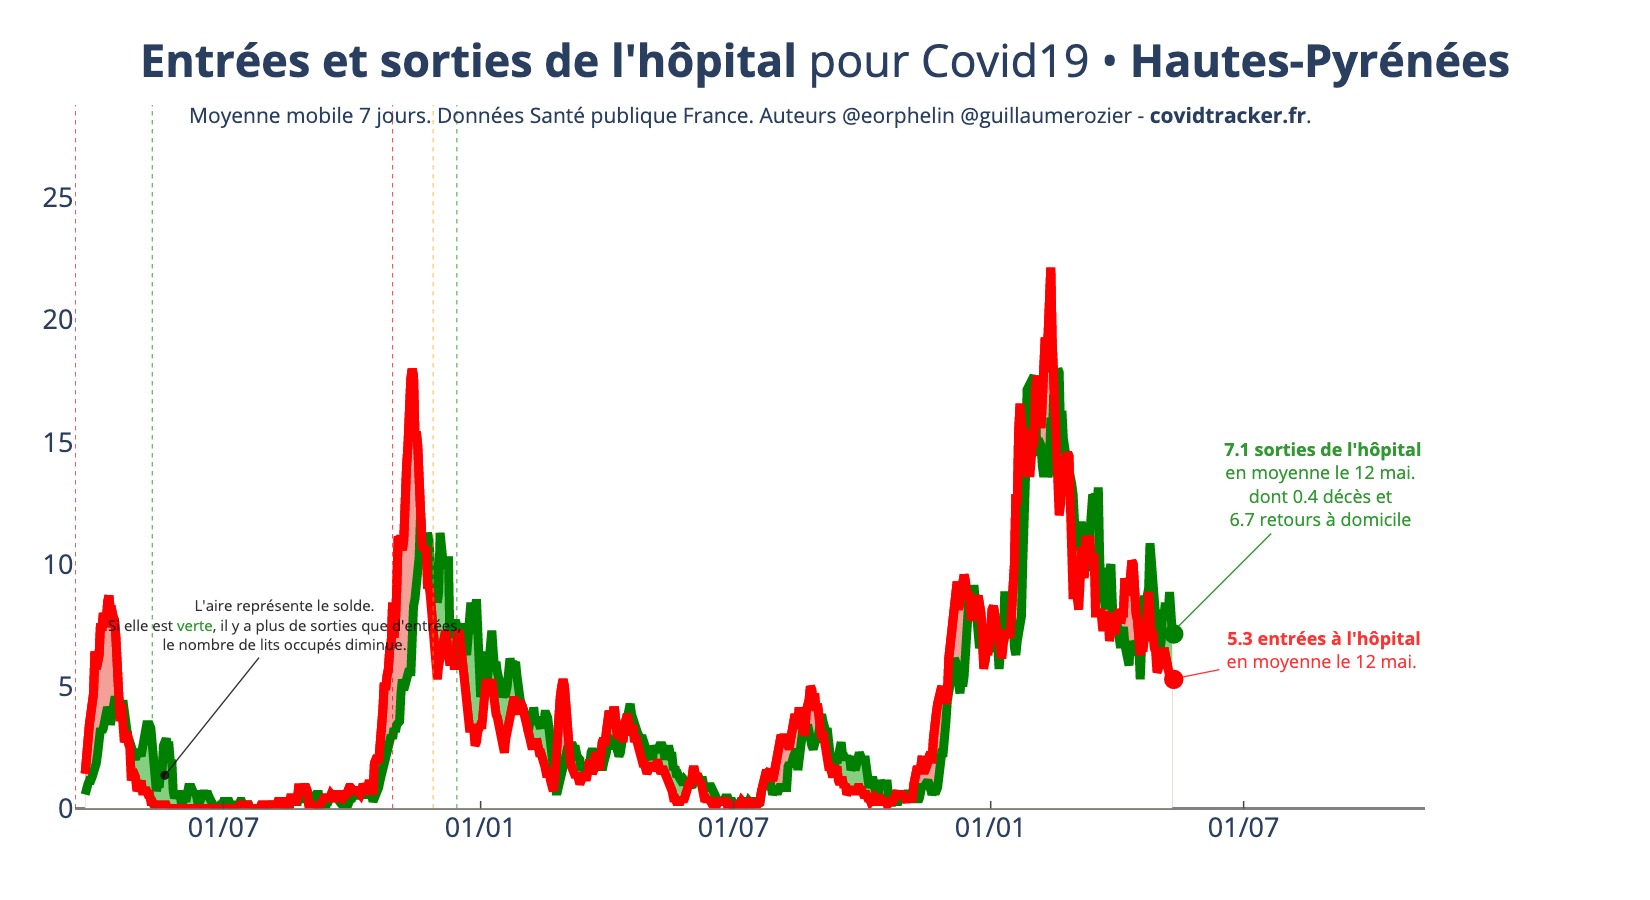 Entrées et sorties de l'hôpital pour Covid19 • Hautes-Pyrénées
Moyenne mobile 7 jours. Données Santé publique France. Auteurs @eorphelin @guillaumerozier - covidtracker.fr.
25
20
15
10
5
0
L'aire représente le solde.
Si elle est verte, il y a plus de sorties que d'entrées,
le nombre de lits occupés diminue.
7.1 sorties de l'hôpital
en moyenne le 12 mai.
dont 0.4 décès et
6.7 retours à domicile
5.3 entrées à l'hôpital
en moyenne le 12 mai.
01/07
01/01
01/07
01/01
01/07